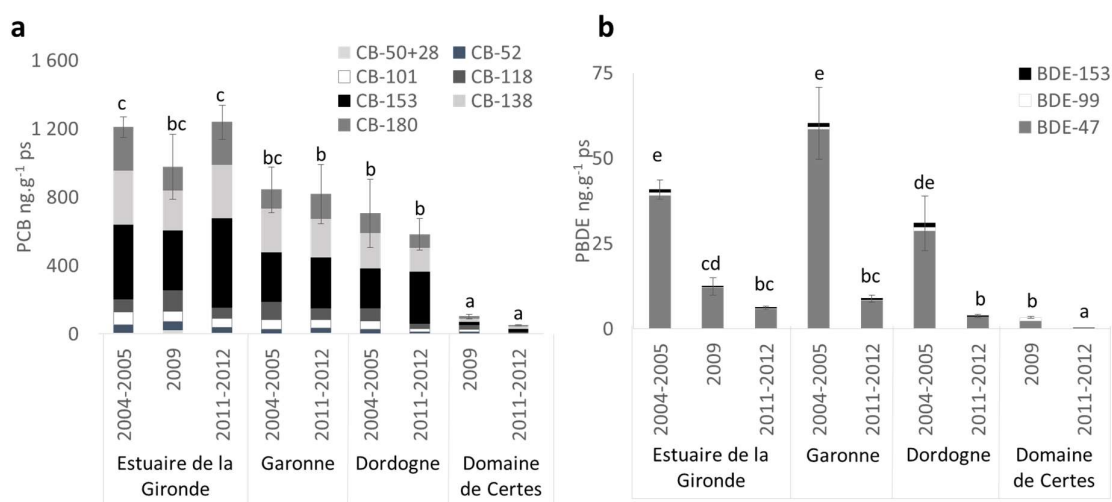 a
CB-50+28 CB-52
CB-101 CB-118
CB-153 CB-138
CB-180
PCB ng.g-1 ps
1 600
1 200
800
400
0
c bc c bc b b b a a
2004-2005
2009
2011-2012
2004-2005
2011-2012
2004-2005
2011-2012
2009
2011-2012
Estuaire de la
Gironde
Garonne
Dordogne
Domaine
de Certes
b
BDE-153
BDE-99
BDE-47
PBDE ng.g-1 ps
75
50
25
0
e cd bc e bc de b b a
2004-2005
2009
2011-2012
2004-2005
2011-2012
2004-2005
2011-2012
2009
2011-2012
Estuaire de la
Gironde
Garonne
Dordogne
Domaine
de Certes